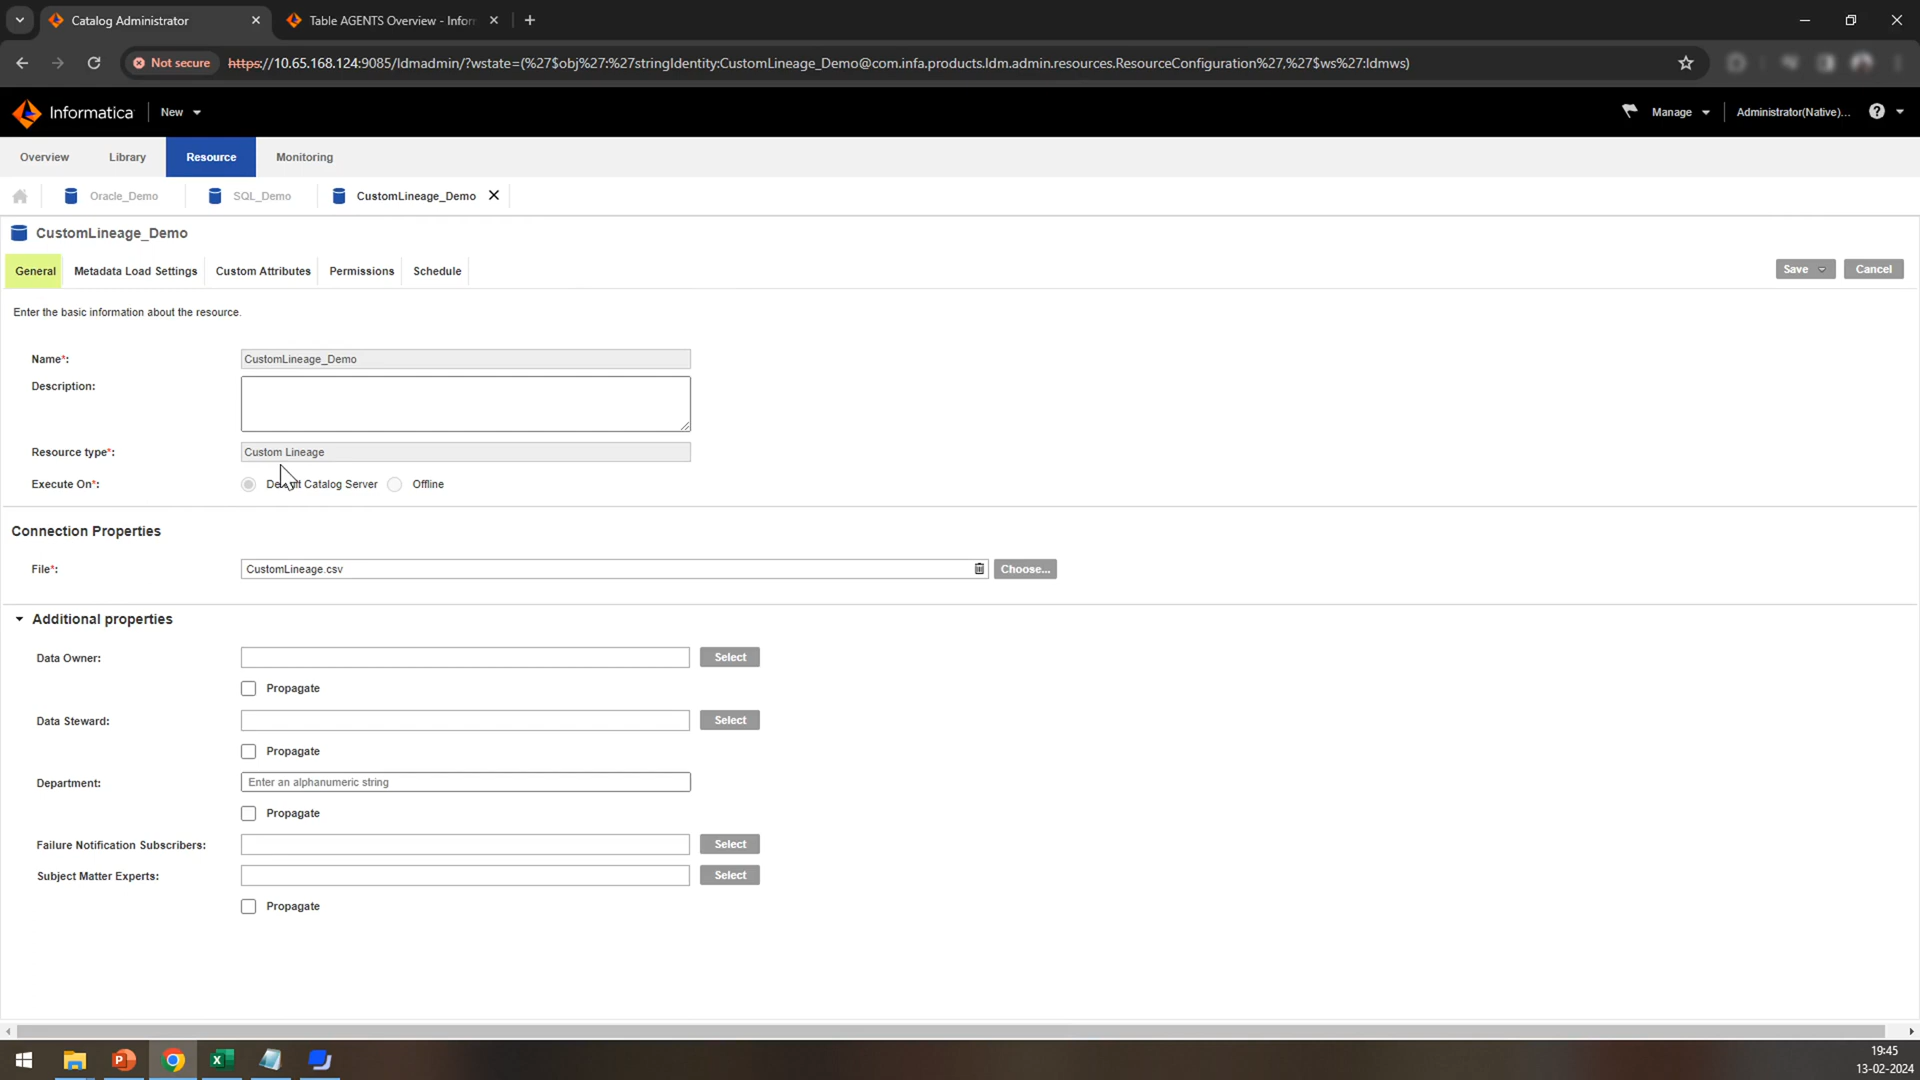 Catalog Administrator
Table AGENTS Overview - Infor
Not secure
https://10.65.168.124:9085/ldmadmin/?wstate=(%27$obj%27:%27stringIdentity:CustomLineage_Demo@com.infa.products.ldm.admin.resources.ResourceConfiguration%27,%27$ws%27:ldmws)
Informatica New Manage Administrator(Native)...
Overview Library Resource Monitoring
Oracle_Demo SQL_Demo CustomLineage_Demo
CustomLineage_Demo
General Metadata Load Settings Custom Attributes Permissions Schedule Save Cancel
Enter the basic information about the resource.
Name*: CustomLineage_Demo
Description:
Resource type*: Custom Lineage
Execute On*: Catalog Server Offline
Connection Properties
File*: CustomLineage.csv Choose...
Additional properties
Data Owner: Select
Propagate
Data Steward: Select
Propagate
Department: Enter an alphanumeric string
Propagate
Failure Notification Subscribers: Select
Subject Matter Experts: Select
Propagate
19:45
13-02-2024